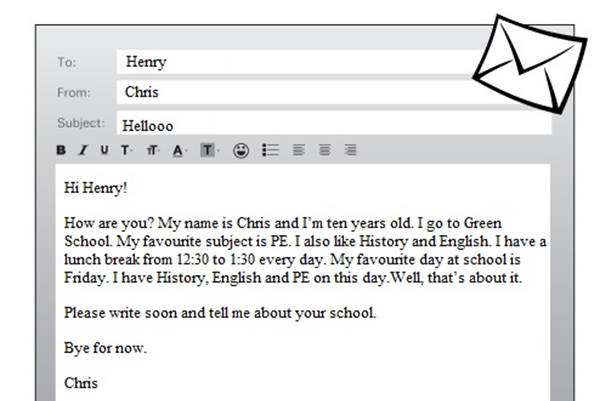 To: Henry
From: Chris
Subject: Hellooo
B I U T T A T
Hi Henry!
How are you? My name is Chris and I'm ten years old. I go to Green
School. My favourite subject is PE. I also like History and English. I have a
lunch break from 12:30 to 1:30 every day. My favourite day at school is
Friday. I have History, English and PE on this day.Well, that's about it.
Please write soon and tell me about your school.
Bye for now.
Chris